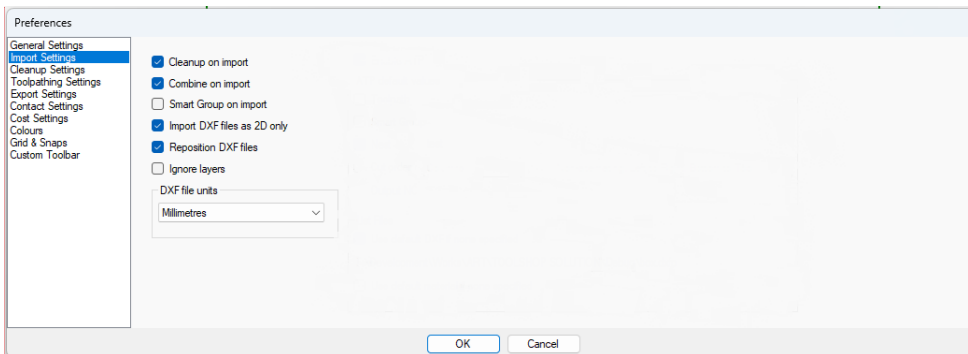 Preferences
General Settings
Import Settings
Cleanup Settings
Toolpathing Settings
Export Settings
Contact Settings
Cost Settings
Colours
Grid & Snaps
Custom Toolbar
Cleanup on import
Combine on import
Smart Group on import
Import DXF files as 2D only
Reposition DXF files
Ignore layers
DXF file units
Millimetres
OK
Cancel